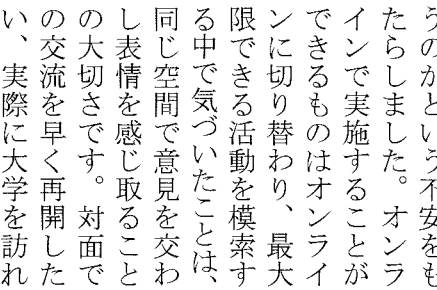 うのかという不安をも
たらしました。オンラ
インで実施することが
できるものはオンライ
ンに切り替わり、最大
限できる活動を模索す
る中で気づいたことは、
同じ空間で意見を交わ
し表情を感じ取ること
の大切さです。対面で
の交流を早く再開した
い、実際に大学を訪れ